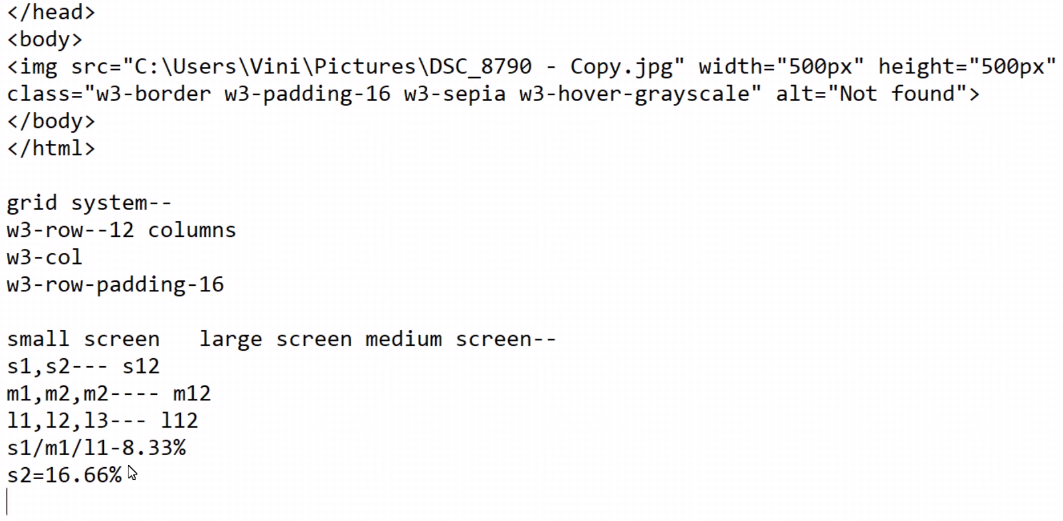 </head>
<body>
<img src="C:\Users\Vini\Pictures\DSC_8790 - Copy.jpg" width="500px" height="500px"
class="w3-border w3-padding-16 w3-sepia w3-hover-grayscale" alt="Not found">
</body>
</html>
grid system--
w3-row--12 columns
w3-col
w3-row-padding-16
small screen   large screen medium screen--
s1,s2--- s12
m1,m2,m2---- m12
l1,l2,l3--- l12
s1/m1/l1-8.33%
s2=16.66%